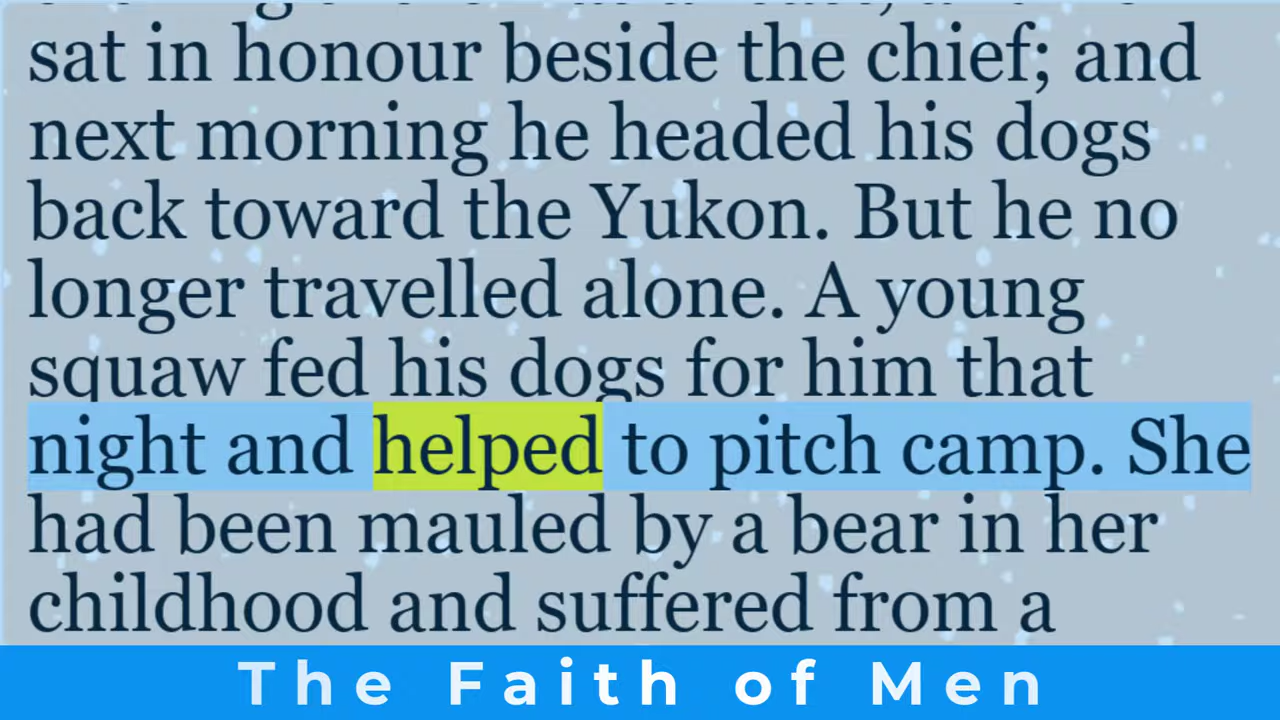 sat in honour beside the chief; and
next morning he headed his dogs
back toward the Yukon. But he no
longer travelled alone. A young
squaw fed his dogs for him that
night and helped to pitch camp. She
had been mauled by a bear in her
childhood and suffered from a
The Faith of Men